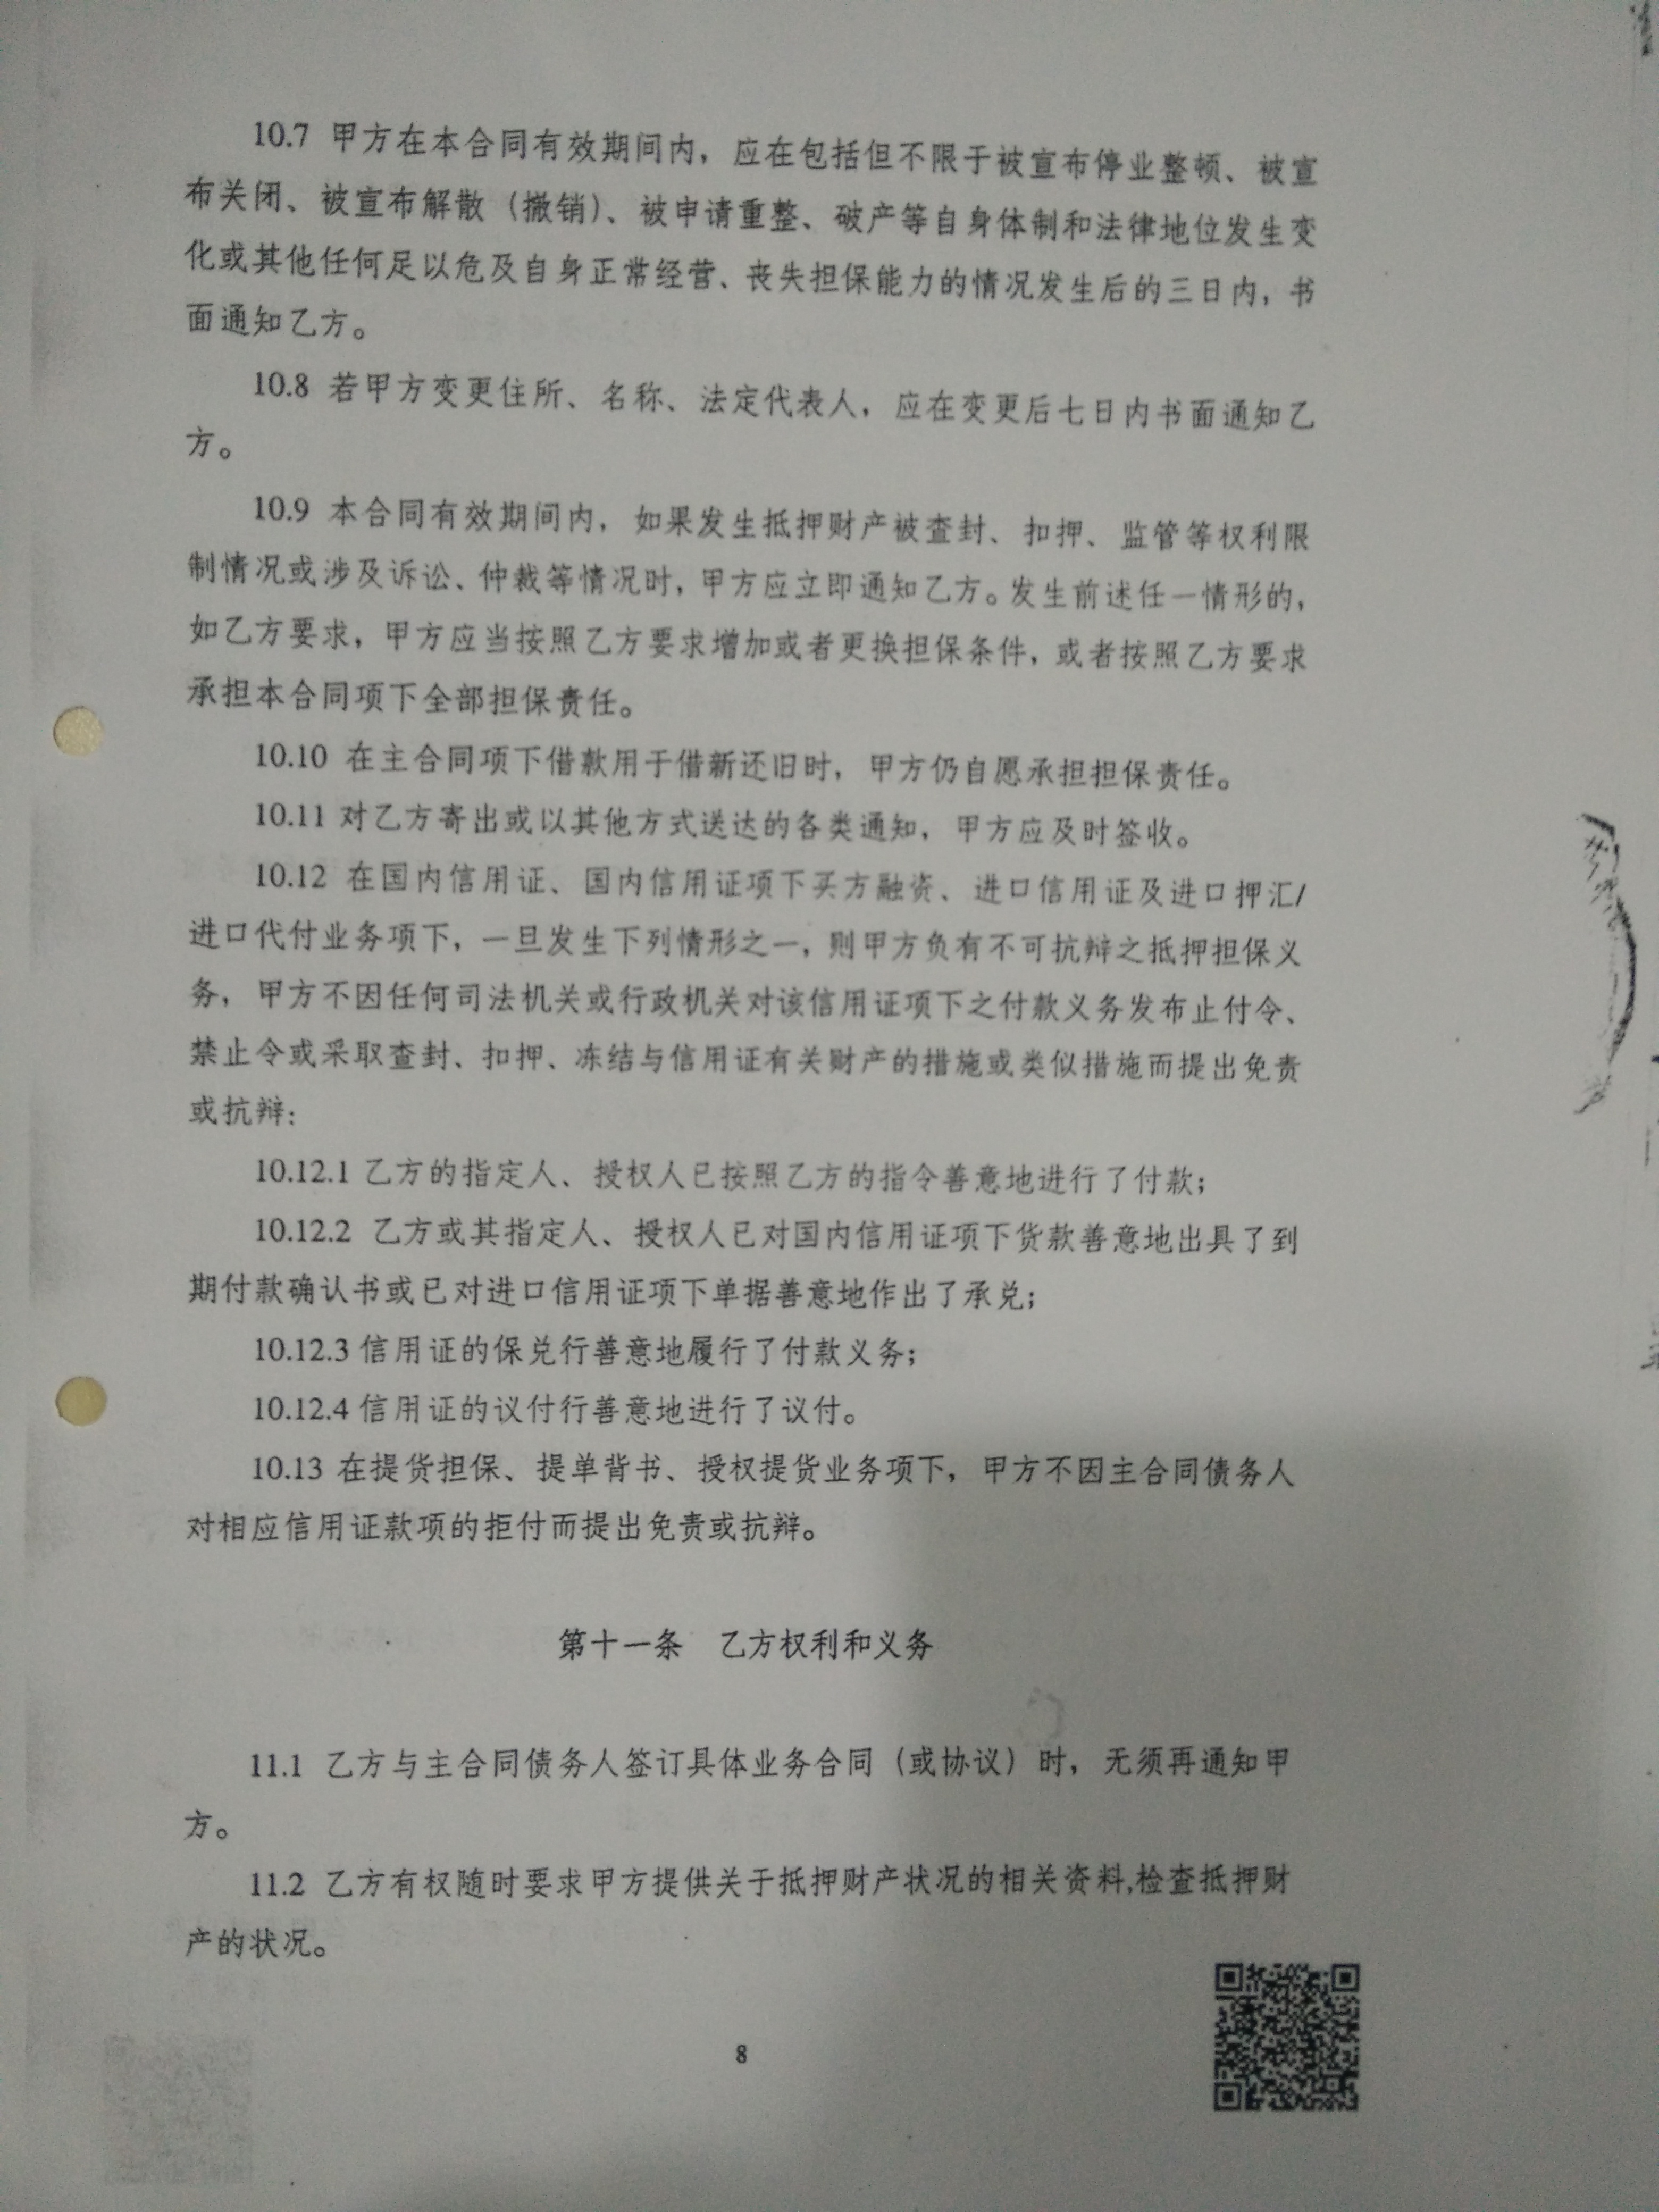 10.7 甲方在本合同有效期间内，应在包括但不限于被宣布停业整顿、被宣
布关闭、被宣布解散（撤销）、被申请重整、破产等自身体制和法律地位发生变
化或其他任何足以危及自身正常经营、丧失担保能力的情况发生后的三日内，书
面通知乙方。
10.8 若甲方变更住所、名称、法定代表人，应在变更后七日内书面通知乙
方。
10.9 本合同有效期间内，如果发生抵押财产被查封、扣押、监管等权利限
制情况或涉及诉讼、仲裁等情况时，甲方应立即通知乙方。发生前述任一情形的，
如乙方要求，甲方应当按照乙方要求增加或者更换担保条件，或者按照乙方要求
承担本合同项下全部担保责任。
10.10 在主合同项下借款用于借新还旧时，甲方仍自愿承担担保责任。
10.11 对乙方寄出或以其他方式送达的各类通知，甲方应及时签收。
10.12 在国内信用证、国内信用证项下买方融资、进口信用证及进口押汇/
进口代付业务项下，一旦发生下列情形之一，则甲方负有不可抗辩之抵押担保义
务，甲方不因任何司法机关或行政机关对该信用证项下之付款义务发布止付令、
禁止令或采取查封、扣押、冻结与信用证有关财产的措施或类似措施而提出免责
或抗辩：
10.12.1 乙方的指定人、授权人已按照乙方的指令善意地进行了付款；
10.12.2 乙方或其指定人、授权人已对国内信用证项下货款善意地出具了到
期付款确认书或已对进口信用证项下单据善意地作出了承兑；
10.12.3 信用证的保兑行善意地履行了付款义务；
10.12.4 信用证的议付行善意地进行了议付。
10.13 在提货担保、提单背书、授权提货业务项下，甲方不因主合同债务人
对相应信用证款项的拒付而提出免责或抗辩。
第十一条 乙方权利和义务
11.1 乙方与主合同债务人签订具体业务合同（或协议）时，无须再通知甲
方。
11.2 乙方有权随时要求甲方提供关于抵押财产状况的相关资料,检查抵押财
产的状况。
8